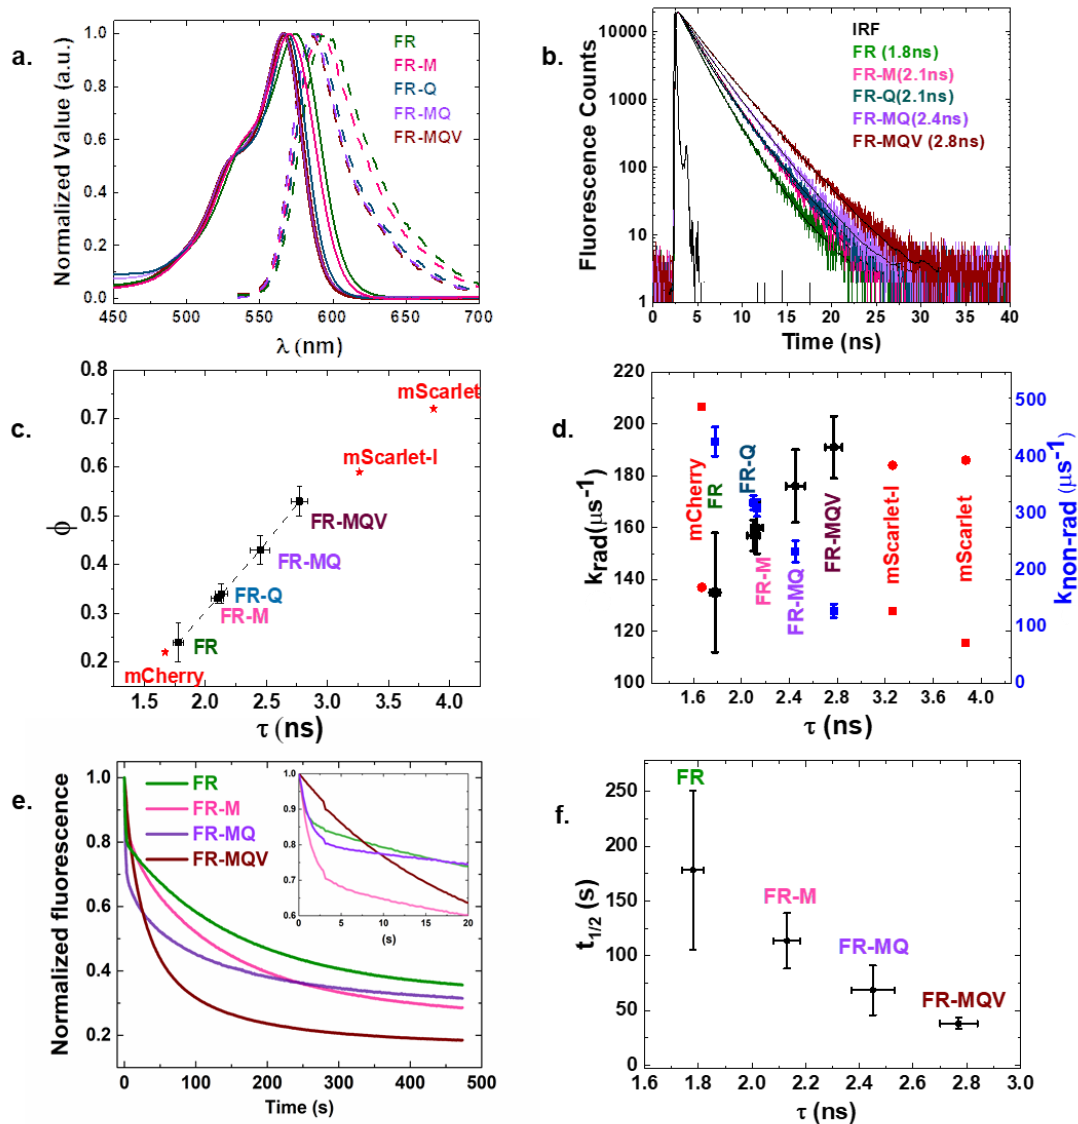 a.
Normalized Value (a.u.)
1.0
0.8
0.6
0.4
0.2
0.0
FR
FR-M
FR-Q
FR-MQ
FR-MQV
450 500 550 600 650 700
λ (nm)
b.
Fluorescence Counts
10000
1000
100
10
1
IRF
FR (1.8ns)
FR-M(2.1ns)
FR-Q(2.1ns)
FR-MQ(2.4ns)
FR-MQV (2.8ns)
0 5 10 15 20 25 30 35 40
Time (ns)
c.
ϕ
0.8
0.7
0.6
0.5
0.4
0.3
0.2
mScarlet
mScarlet-I
FR-MQV
FR-MQ
FR-Q
FR-M
FR
mCherry
1.5 2.0 2.5 3.0 3.5 4.0
τ (ns)
d.
k_rad(μs⁻¹)
220
200
180
160
140
120
100
mCherry
FR
FR-Q
FR-M
FR-MQ
FR-MQV
mScarlet-I
mScarlet
500
400
300
200
100
0
k_non-rad (μs⁻¹)
1.6 2.0 2.4 2.8 3.2 3.6 4.0
τ (ns)
e.
Normalized fluorescence
1.0
0.8
0.6
0.4
0.2
FR
FR-M
FR-MQ
FR-MQV
1.0
0.9
0.8
0.7
0.6
0 5 10 15 20
(s)
0 100 200 300 400 500
Time (s)
f.
t_1/2 (s)
250
200
150
100
50
0
FR
FR-M
FR-MQ
FR-MQV
1.6 1.8 2.0 2.2 2.4 2.6 2.8 3.0
τ (ns)